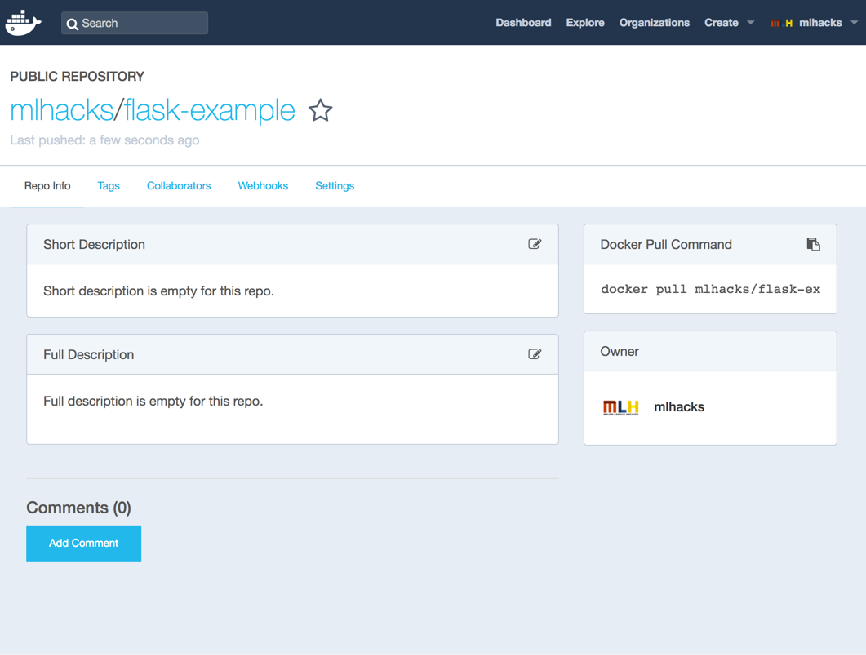 Search
Dashboard Explore Organizations Create mlhacks
PUBLIC REPOSITORY
mlhacks/flask-example
Last pushed: a few seconds ago
Repo Info Tags Collaborators Webhooks Settings
Short Description
Short description is empty for this repo.
Full Description
Full description is empty for this repo.
Docker Pull Command
docker pull mlhacks/flask-ex
Owner
MLH mlhacks
Comments (0)
Add Comment